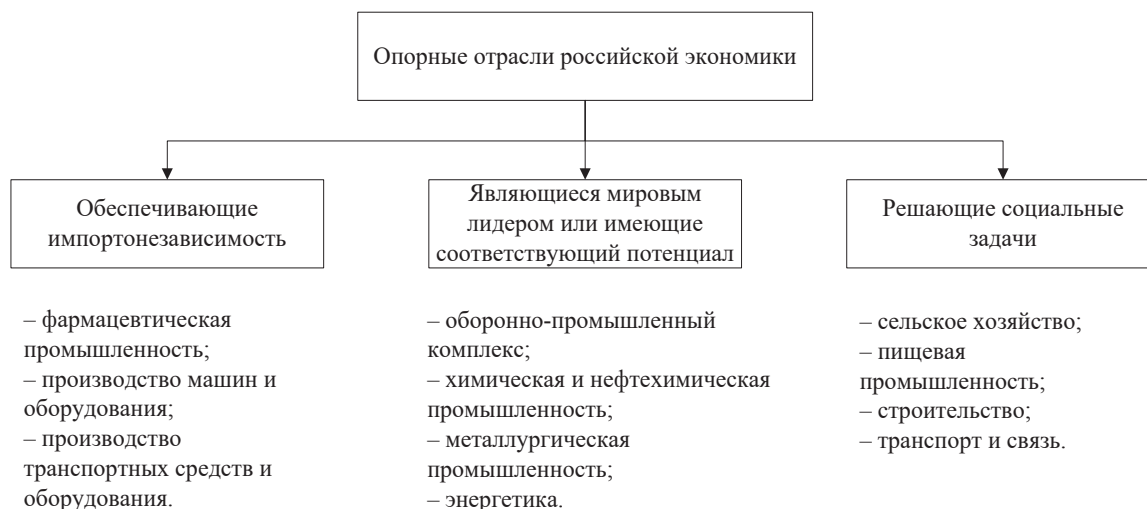 Опорные отрасли российской экономики
Обеспечивающие
импортонезависимость
Являющиеся мировым
лидером или имеющие
соответствующий потенциал
Решающие социальные
задачи
– фармацевтическая
промышленность;
– производство машин и
оборудования;
– производство
транспортных средств и
оборудования.
– оборонно-промышленный
комплекс;
– химическая и нефтехимическая
промышленность;
– металлургическая
промышленность;
– энергетика.
– сельское хозяйство;
– пищевая
промышленность;
– строительство;
– транспорт и связь.